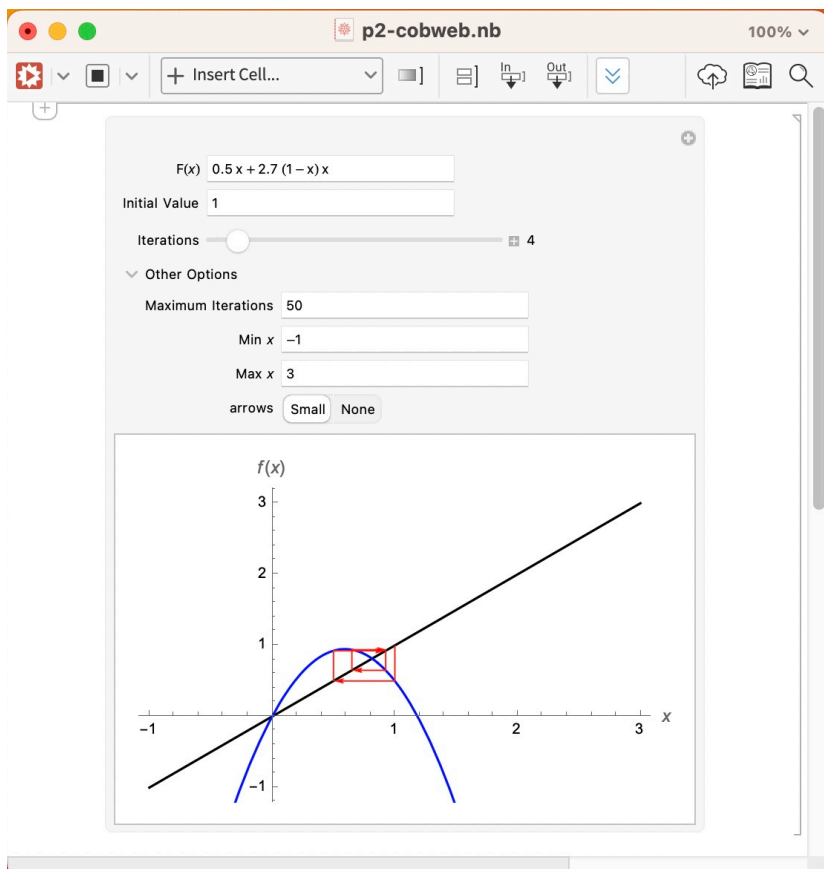 p2-cobweb.nb
100%
+ Insert Cell...
In
Out
F(x) 0.5 x + 2.7 (1 – x) x
Initial Value 1
Iterations 4
Other Options
Maximum Iterations 50
Min x –1
Max x 3
arrows Small None
f(x)
3
2
1
–1 1 2 3 x
–1